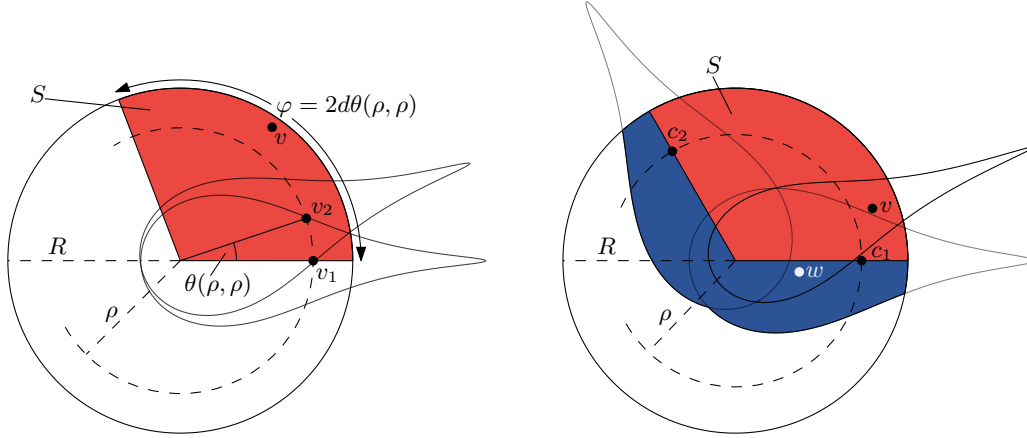 S
φ = 2dθ(ρ, ρ)
v
v₂
R
v₁
θ(ρ, ρ)
ρ
S
c₂
v
R
c₁
w
ρ